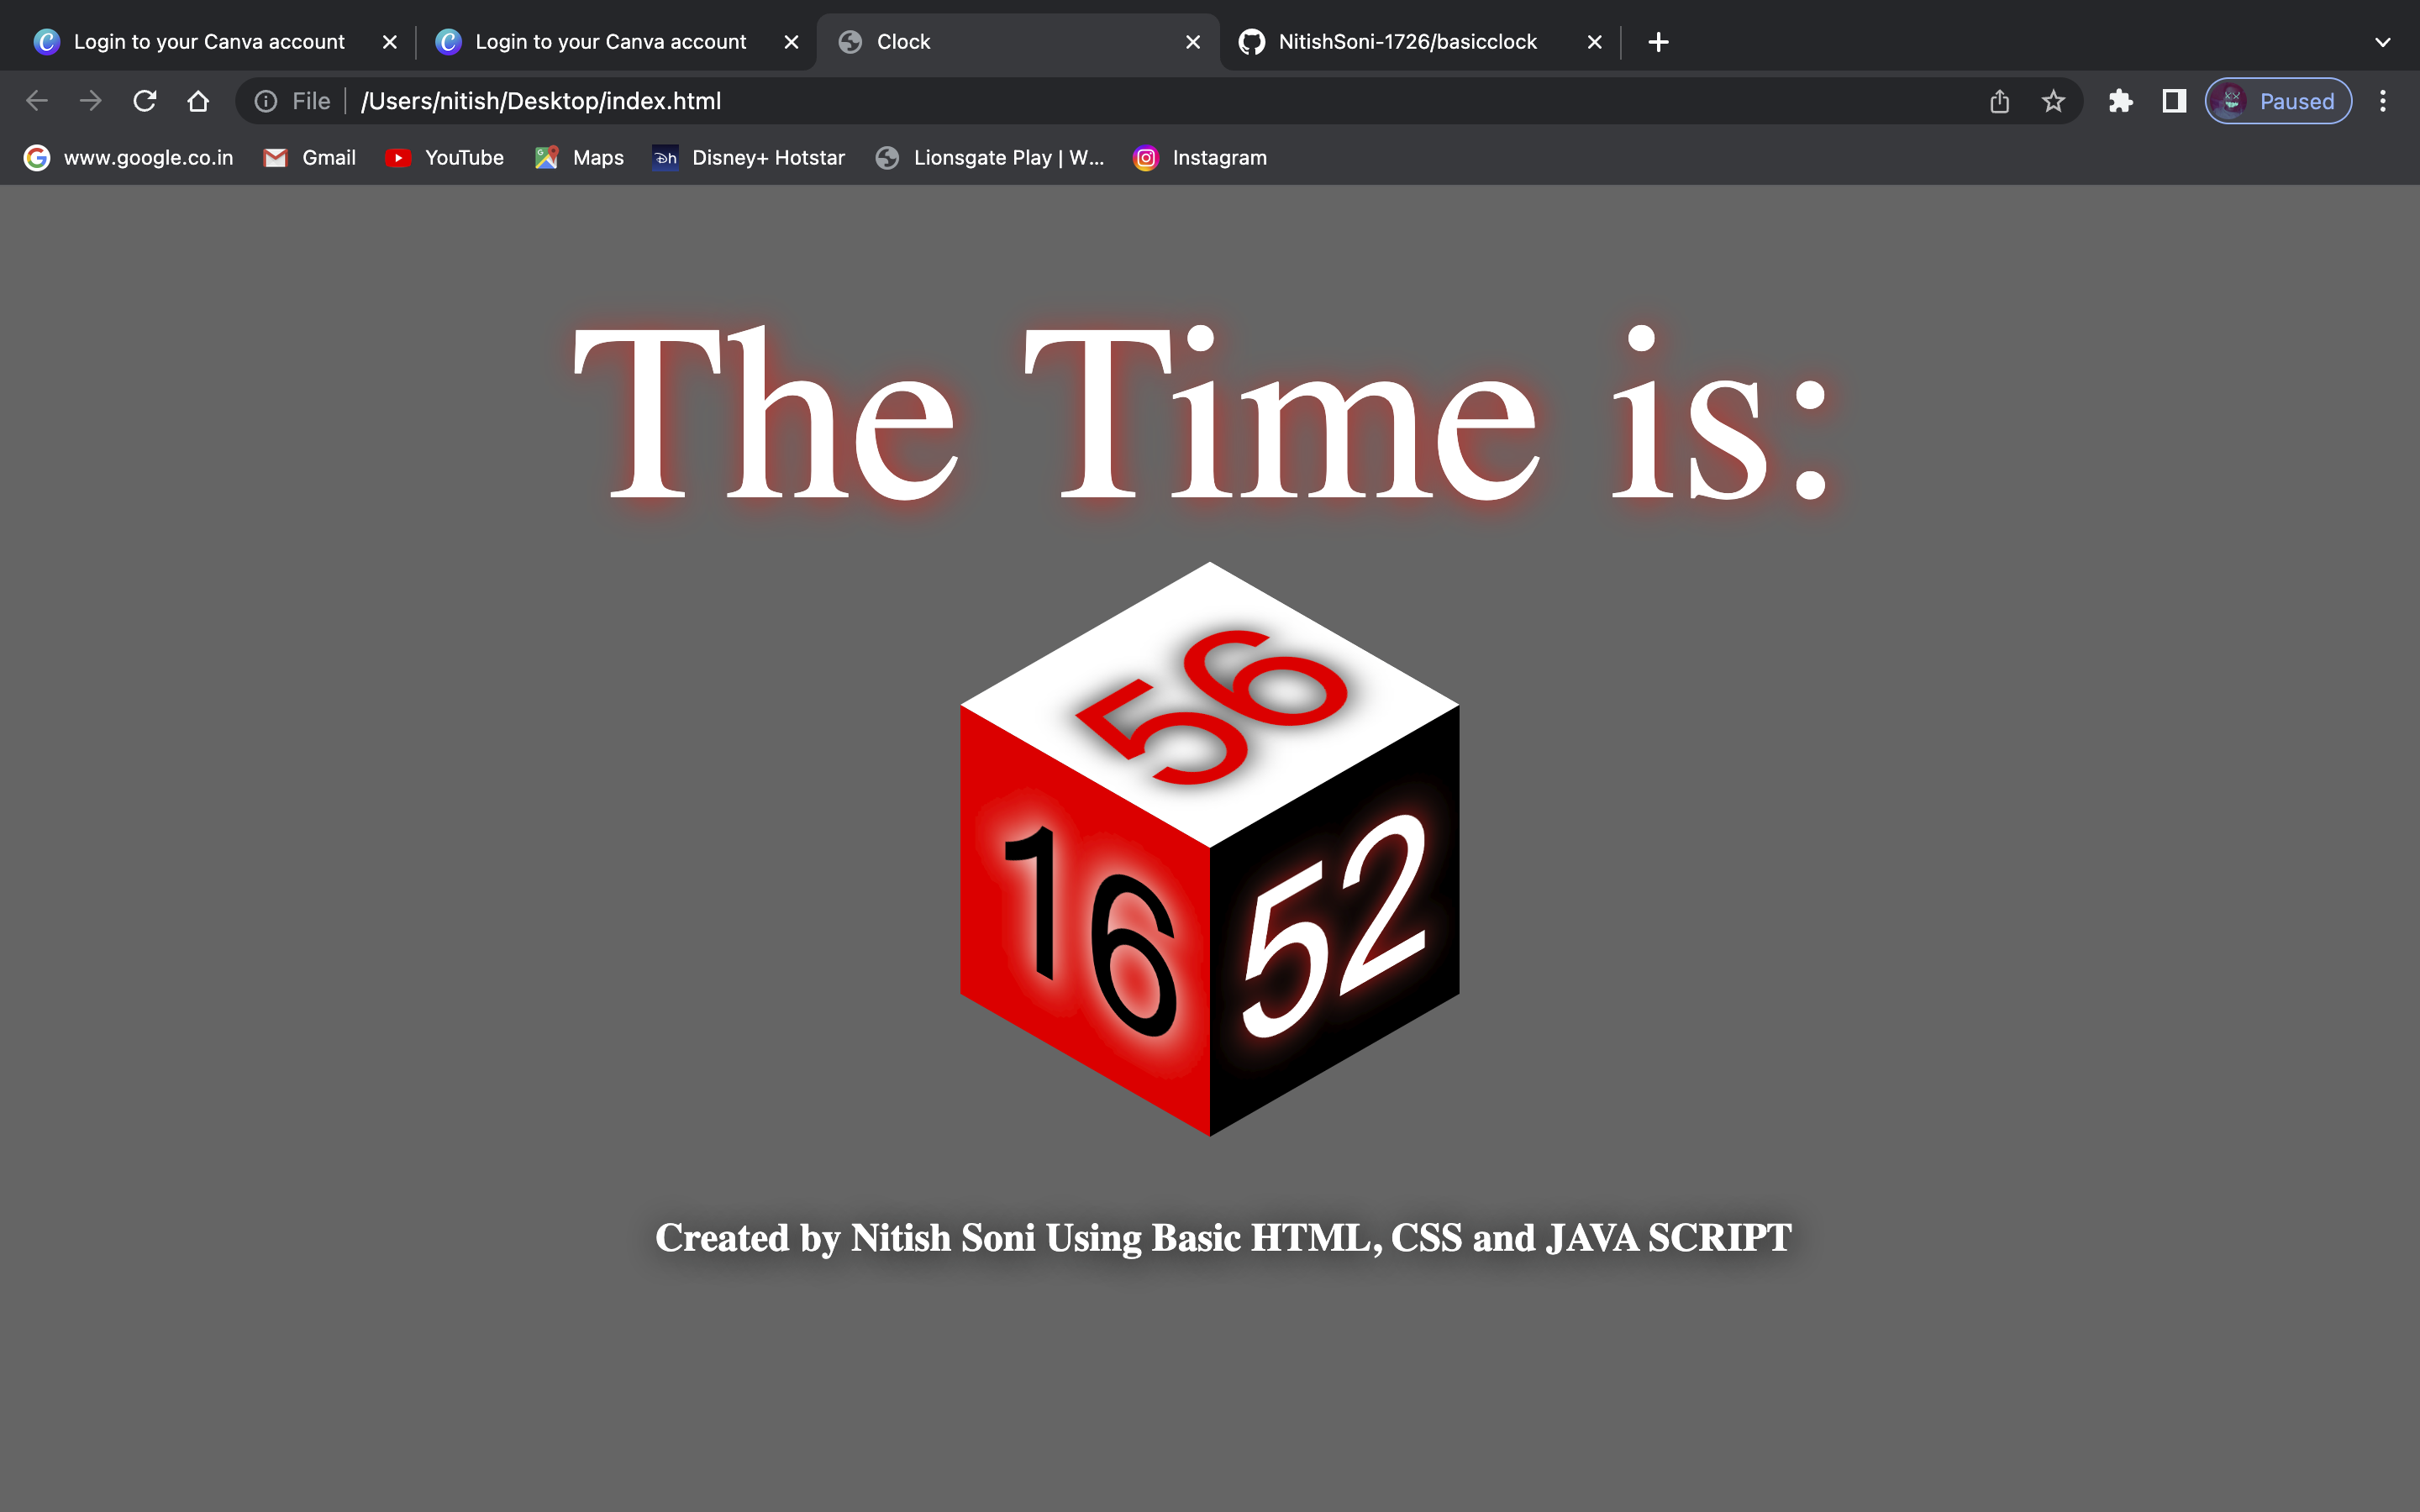 Login to your Canva account
Login to your Canva account
Clock
NitishSoni-1726/basicclock
File
/Users/nitish/Desktop/index.html
Paused
www.google.co.in
Gmail
YouTube
Maps
Disney+ Hotstar
Lionsgate Play | W...
Instagram
The Time is:
56
16
52
Created by Nitish Soni Using Basic HTML, CSS and JAVA SCRIPT